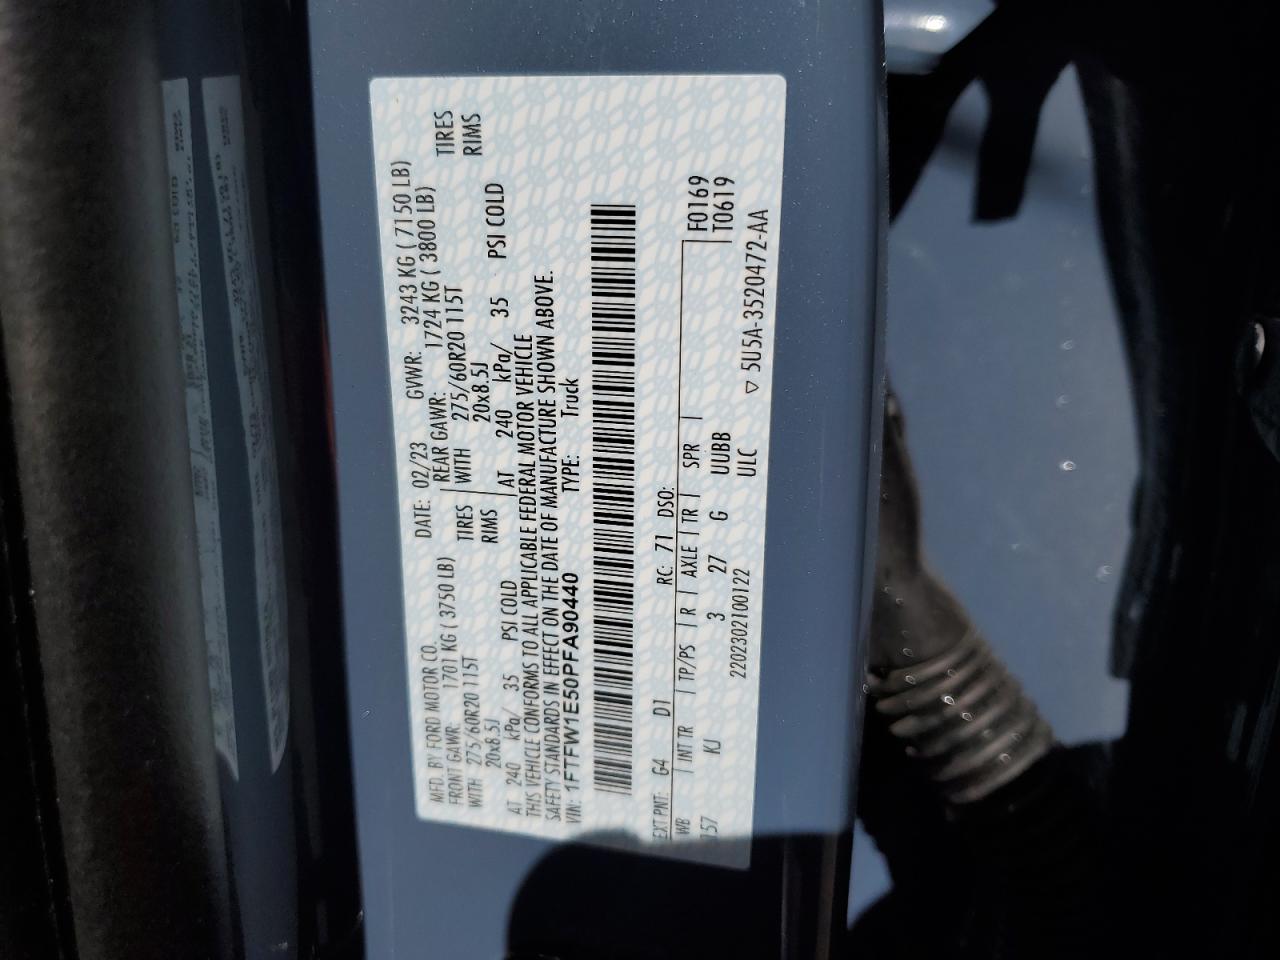 MFD. BY FORD MOTOR CO.
DATE: 02/23 GVWR: 3243 KG ( 7150 LB)
FRONT GAWR: 1701 KG ( 3750 LB) REAR GAWR: 1724 KG ( 3800 LB)
WITH 275/60R20 115T TIRES WITH 275/60R20 115T TIRES
20x8.5J RIMS 20x8.5J RIMS
AT 240 kPa/ 35 PSI COLD AT 240 kPa/ 35 PSI COLD
THIS VEHICLE CONFORMS TO ALL APPLICABLE FEDERAL MOTOR VEHICLE
SAFETY STANDARDS IN EFFECT ON THE DATE OF MANUFACTURE SHOWN ABOVE.
VIN: 1FTFW1E50PFA90440 TYPE: Truck
EXT PNT: G4 D1 RC: 71 DSO: F0169
WB INT TR TP/PS R AXLE TR SPR T0619
157 KJ 3 27 G UUBB
2202302100122 ULC ▽ 5U5A-3520472-AA